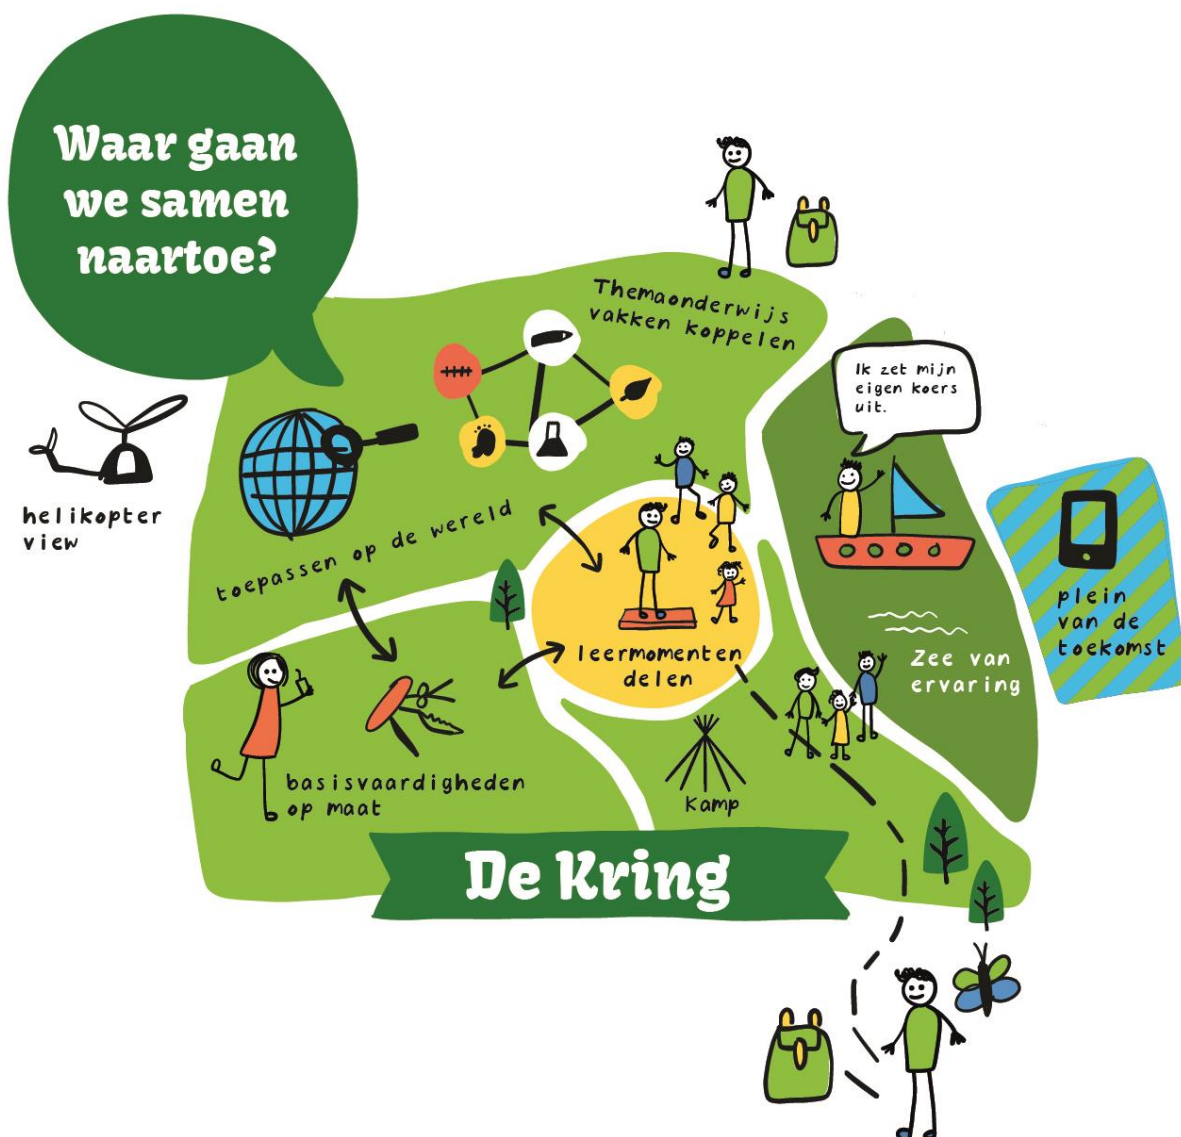 Waar gaan
we samen
naartoe?
Themaonderwijs
vakken koppelen
Ik zet mijn
eigen koers
uit.
helikopter
view
toepassen op de wereld
plein
van de
toekomst
leermomenten
delen
Zee van
ervaring
basisvaardigheden
op maat
Kamp
De Kring